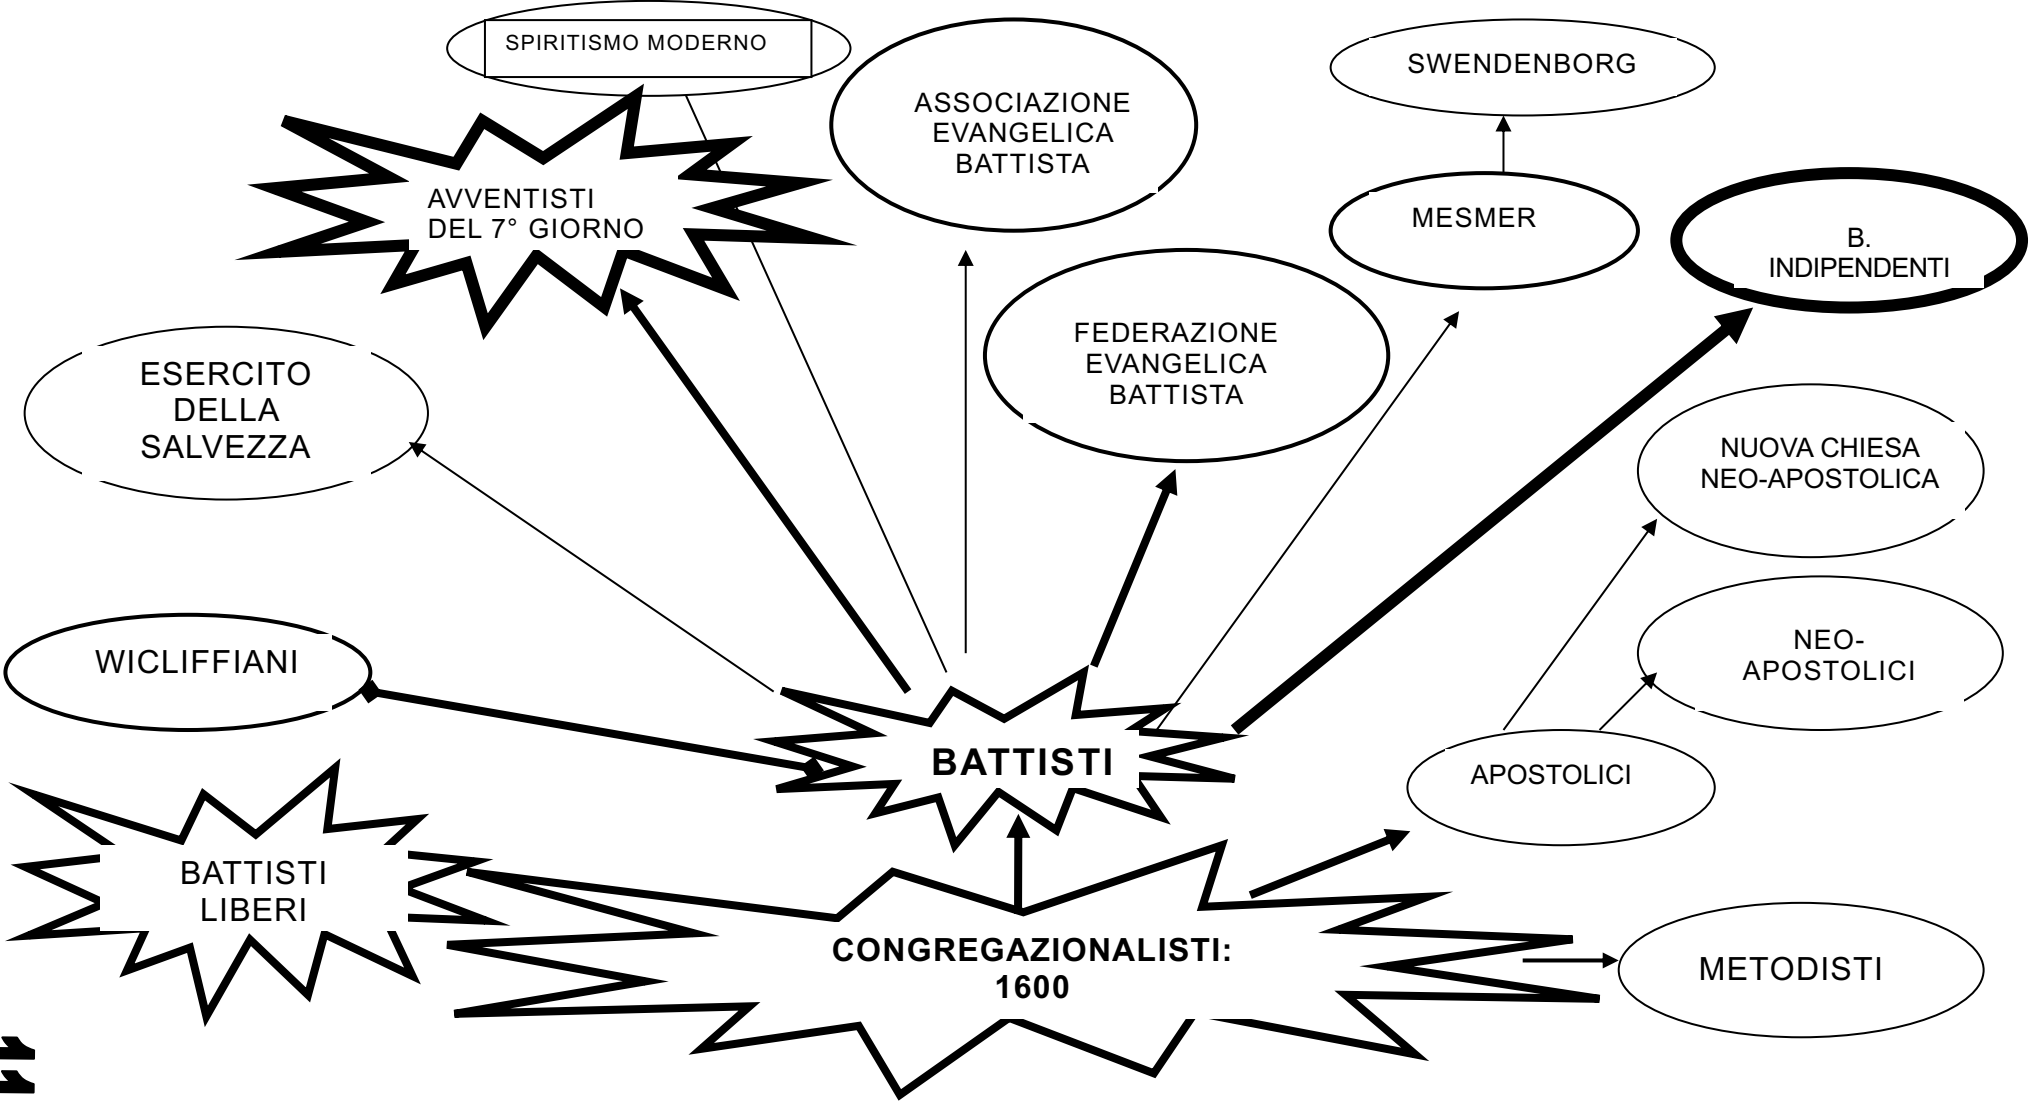 SPIRITISMO MODERNO
ASSOCIAZIONE
EVANGELICA
BATTISTA
SWENDENBORG
AVVENTISTI
DEL 7° GIORNO
MESMER
B.
INDIPENDENTI
FEDERAZIONE
EVANGELICA
BATTISTA
ESERCITO
DELLA
SALVEZZA
NUOVA CHIESA
NEO-APOSTOLICA
WICLIFFIANI
NEO-
APOSTOLICI
BATTISTI
APOSTOLICI
BATTISTI
LIBERI
CONGREGAZIONALISTI:
1600
METODISTI